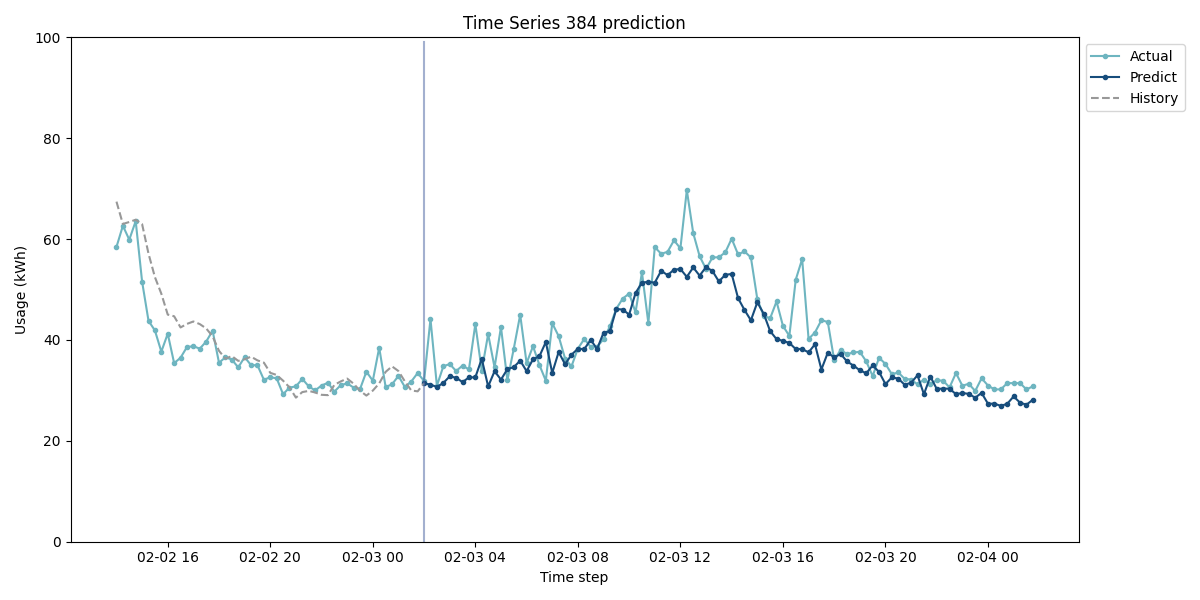 Time Series 384 prediction
100
80
60
40
20
0
Usage (kWh)
02-02 16
02-02 20
02-03 00
02-03 04
02-03 08
02-03 12
02-03 16
02-03 20
02-04 00
Time step
Actual
Predict
History